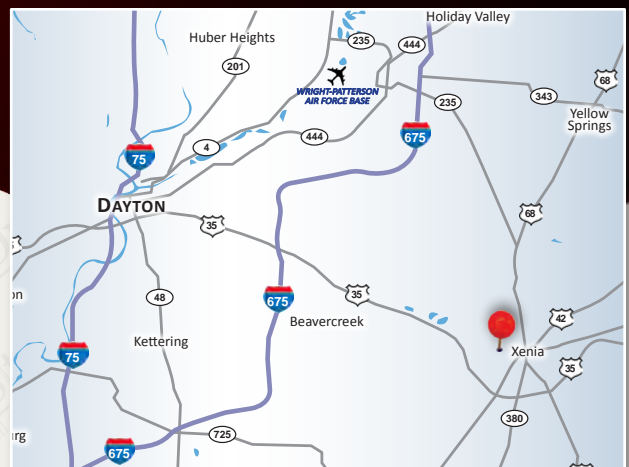 Holiday Valley
Huber Heights
235
444
201
WRIGHT-PATTERSON
AIR FORCE BASE
68
235
343
Yellow
Springs
444
675
4
75
DAYTON
35
68
675
35
48
Beavercreek
42
Kettering
75
Xenia
35
380
725
675